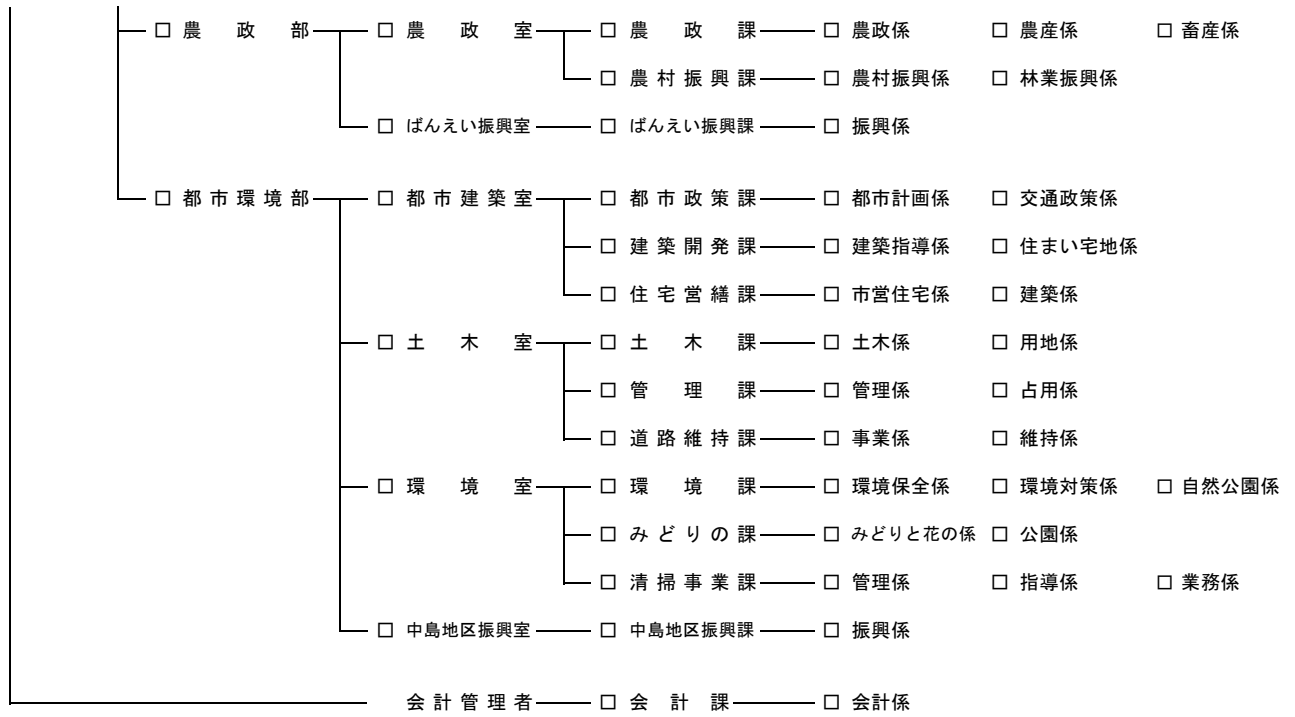 □ 農政部 □ 農政室 □ 農政課 □ 農政係 □ 農産係 □ 畜産係
□ 農村振興課 □ 農村振興係 □ 林業振興係
□ ばんえい振興室 □ ばんえい振興課 □ 振興係
□ 都市環境部 □ 都市建築室 □ 都市政策課 □ 都市計画係 □ 交通政策係
□ 建築開発課 □ 建築指導係 □ 住まい宅地係
□ 住宅営繕課 □ 市営住宅係 □ 建築係
□ 土木室 □ 土木課 □ 土木係 □ 用地係
□ 管理課 □ 管理係 □ 占用係
□ 道路維持課 □ 事業係 □ 維持係
□ 環境室 □ 環境課 □ 環境保全係 □ 環境対策係 □ 自然公園係
□ みどりの課 □ みどりと花の係 □ 公園係
□ 清掃事業課 □ 管理係 □ 指導係 □ 業務係
□ 中島地区振興室 □ 中島地区振興課 □ 振興係
会計管理者 □ 会計課 □ 会計係